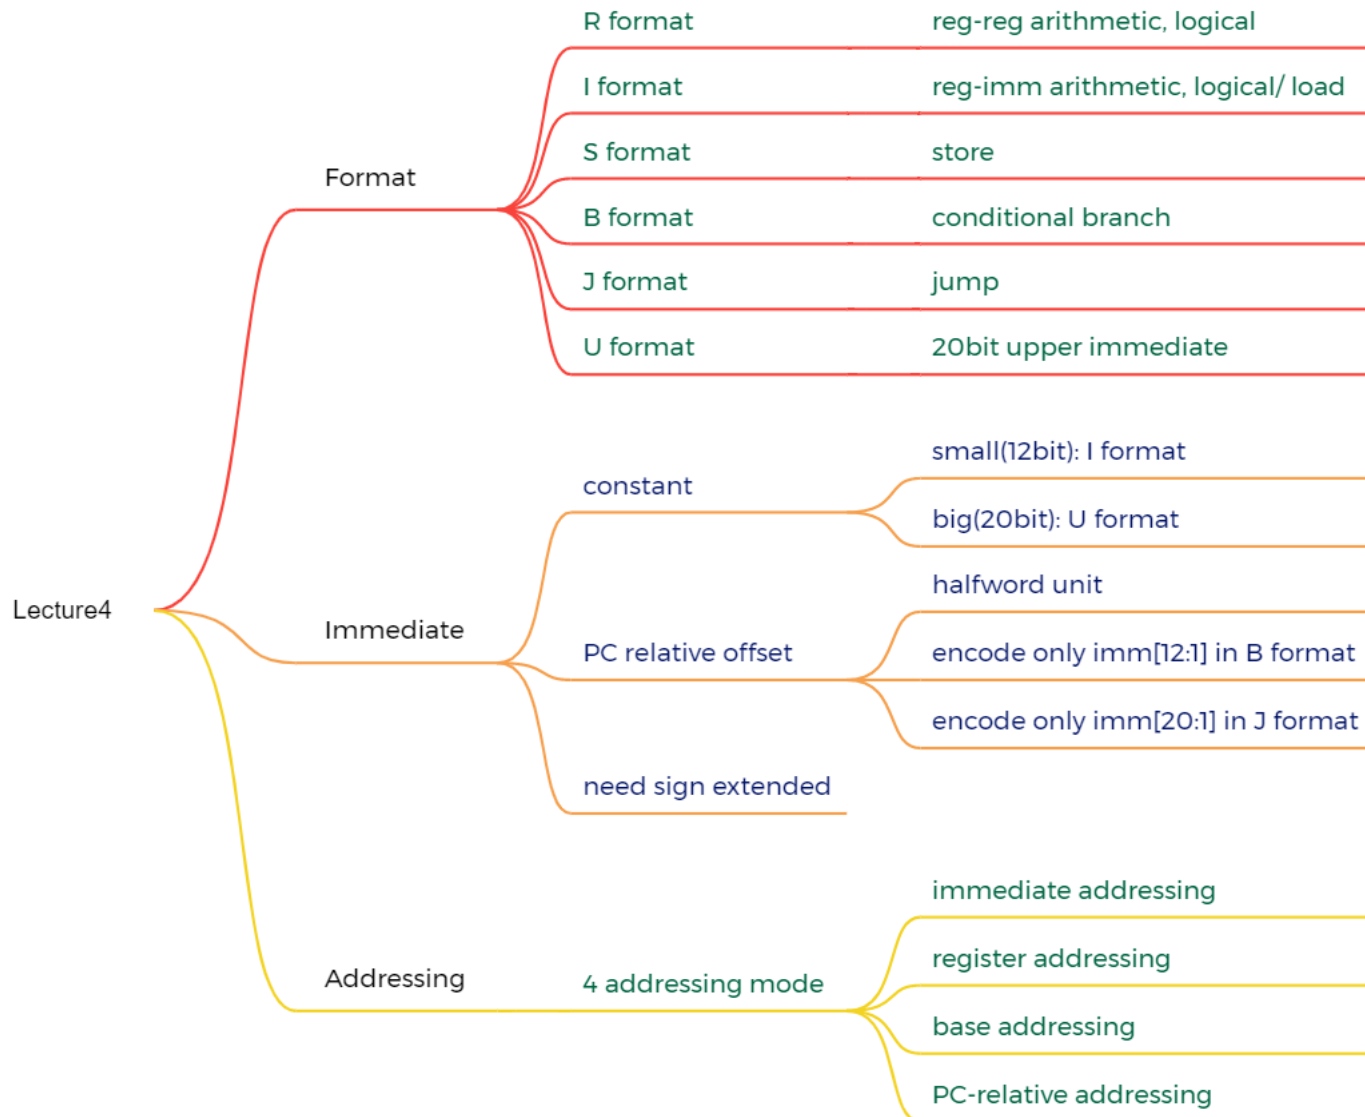 Lecture4
Format
R format
reg-reg arithmetic, logical
I format
reg-imm arithmetic, logical/ load
S format
store
B format
conditional branch
J format
jump
U format
20bit upper immediate
Immediate
constant
small(12bit): I format
big(20bit): U format
PC relative offset
halfword unit
encode only imm[12:1] in B format
encode only imm[20:1] in J format
need sign extended
Addressing
4 addressing mode
immediate addressing
register addressing
base addressing
PC-relative addressing